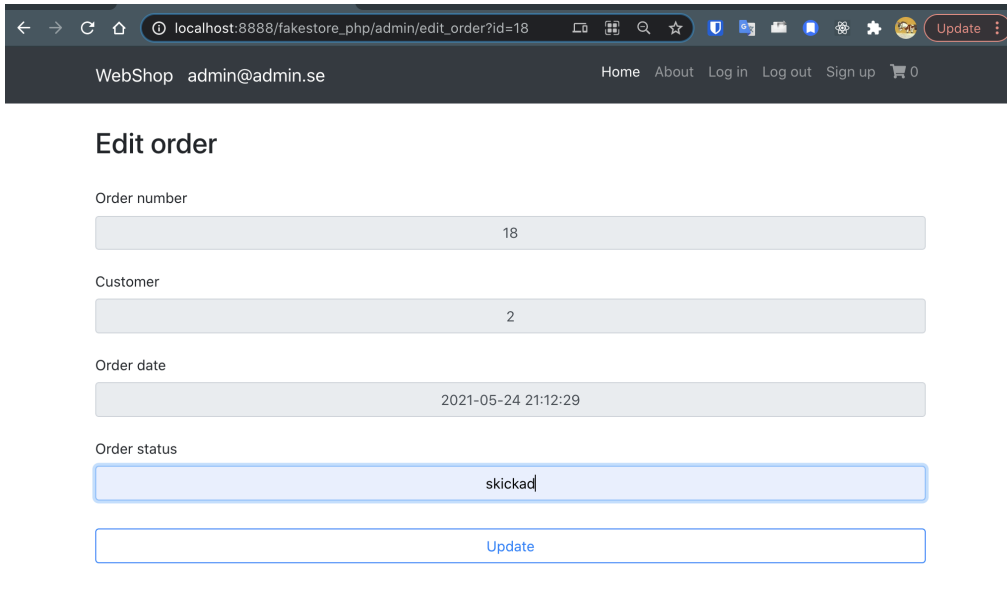 localhost:8888/fakestore_php/admin/edit_order?id=18
Update
WebShop admin@admin.se Home About Log in Log out Sign up 0
Edit order
Order number
18
Customer
2
Order date
2021-05-24 21:12:29
Order status
skickad
Update